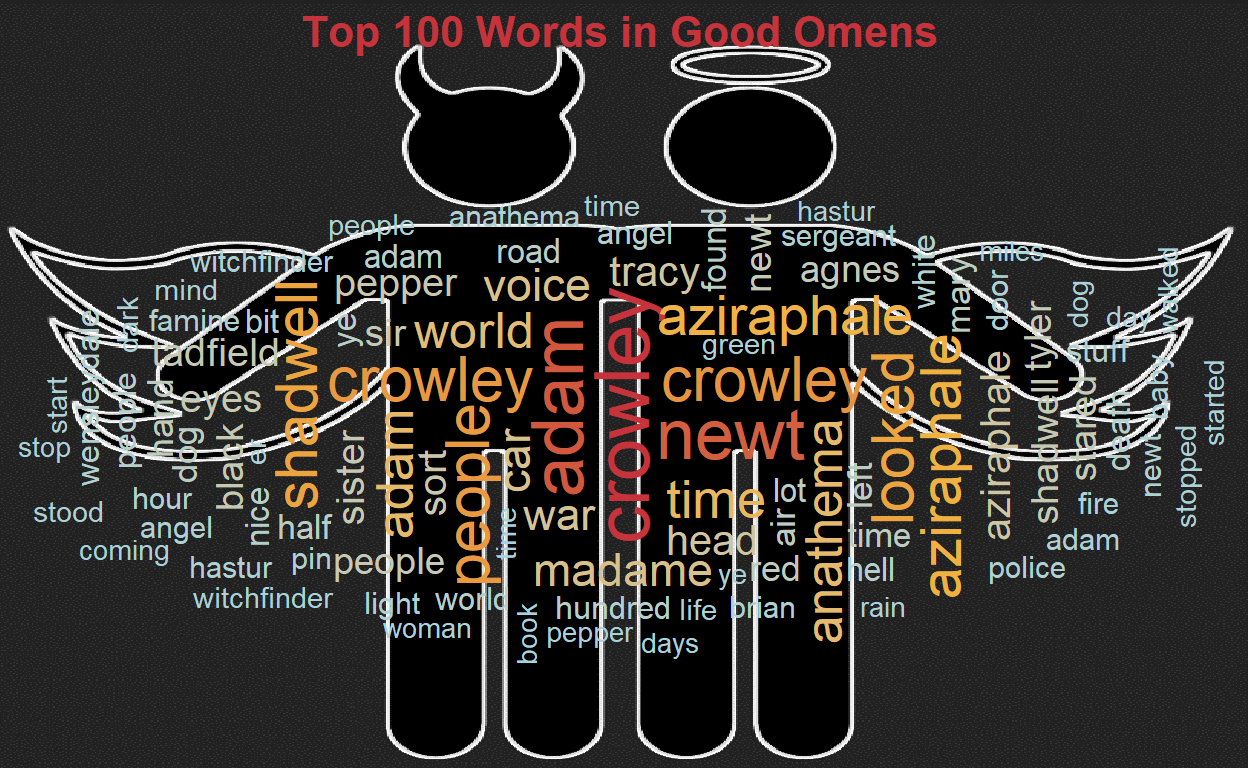 Top 100 Words in Good Omens
people
anathema
time
hastur
witchfinder
adam
road
angel
found
newt
sergeant
miles
mind
pepper
voice
tracy
agnes
white
mary
door
dog
walked
famine
bit
shadwell
ye
sir
world
adam
crowley
aziraphale
green
day
dark
tadfield
stuff
tyler
wensleydale
start
people
hand
eyes
crowley
crowley
looked
aziraphale
aziraphale
shadwell
stared
death
baby
started
stop
dog
black
er
sister
adam
sort
people
car
newt
anathema
left
newt
stopped
stood
hour
nice
half
war
time
lot
air
fire
coming
angel
time
head
time
adam
hastur
pin
people
madame
ye
red
hell
police
witchfinder
light
world
hundred
life
brian
rain
woman
book
pepper
days